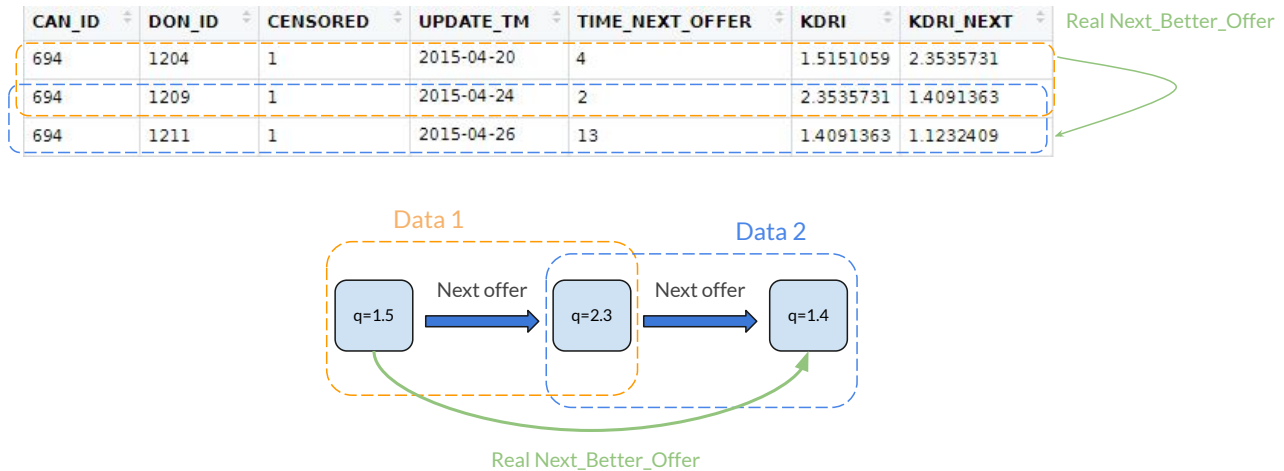 CAN_ID DON_ID CENSORED UPDATE_TM TIME_NEXT_OFFER KDRI KDRI_NEXT
Real Next_Better_Offer
694 1204 1 2015-04-20 4 1.5151059 2.3535731
694 1209 1 2015-04-24 2 2.3535731 1.4091363
694 1211 1 2015-04-26 13 1.4091363 1.1232409
Data 1
Data 2
Next offer Next offer
q=1.5 q=2.3 q=1.4
Real Next_Better_Offer